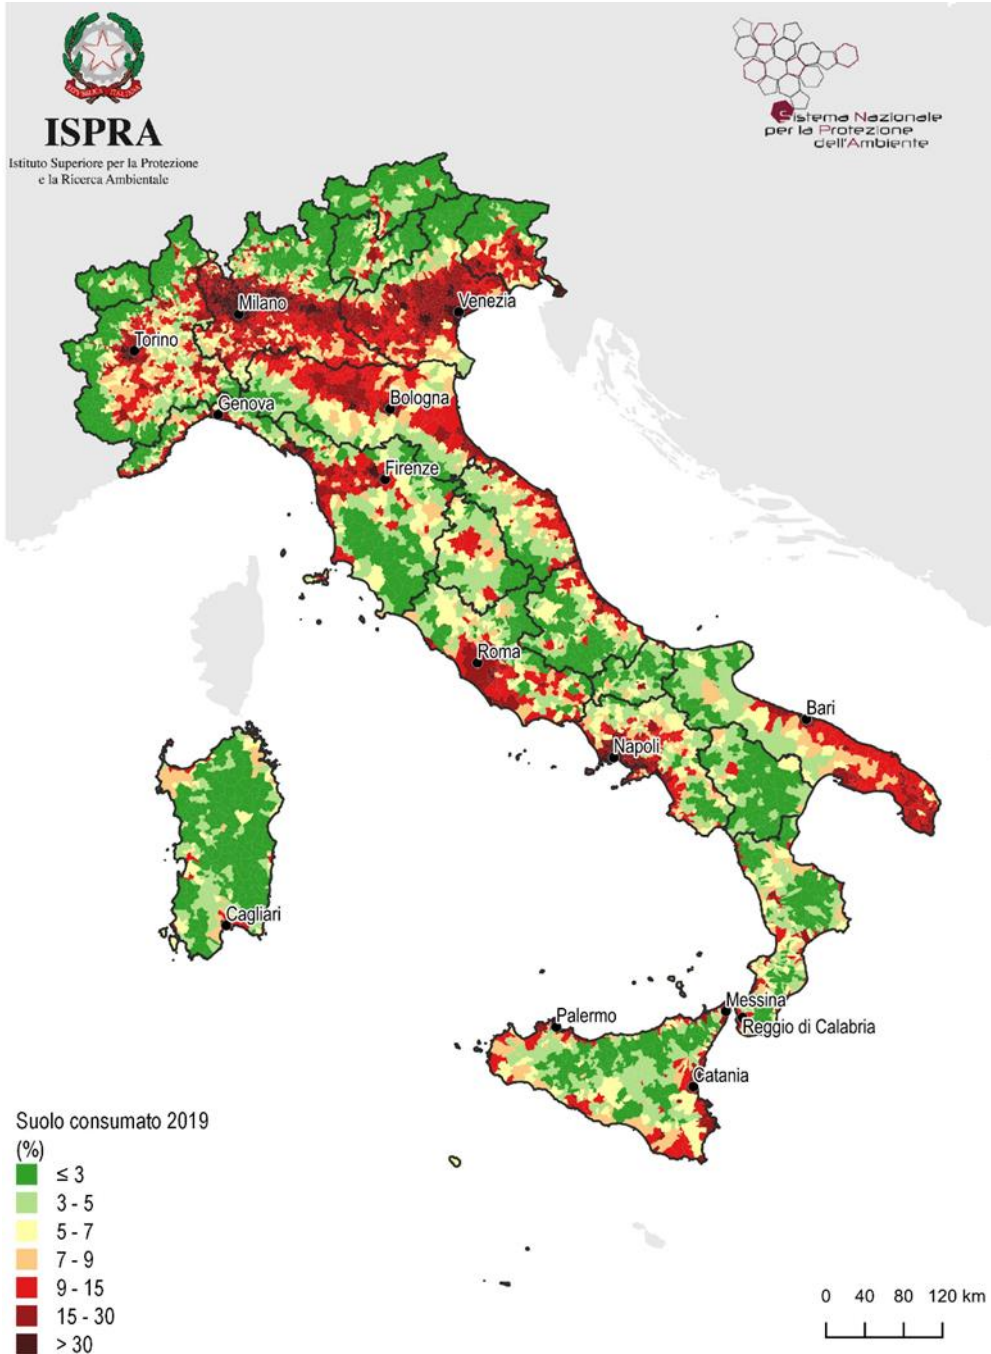 ISPRA
Istituto Superiore per la Protezione
e la Ricerca Ambientale
Sistema Nazionale
per la Protezione
dell'Ambiente
Milano
Venezia
Torino
Genova
Bologna
Firenze
Roma
Napoli
Bari
Cagliari
Palermo
Messina
Reggio di Calabria
Catania
Suolo consumato 2019
(%)
≤ 3
3 - 5
5 - 7
7 - 9
9 - 15
15 - 30
> 30
0 40 80 120 km